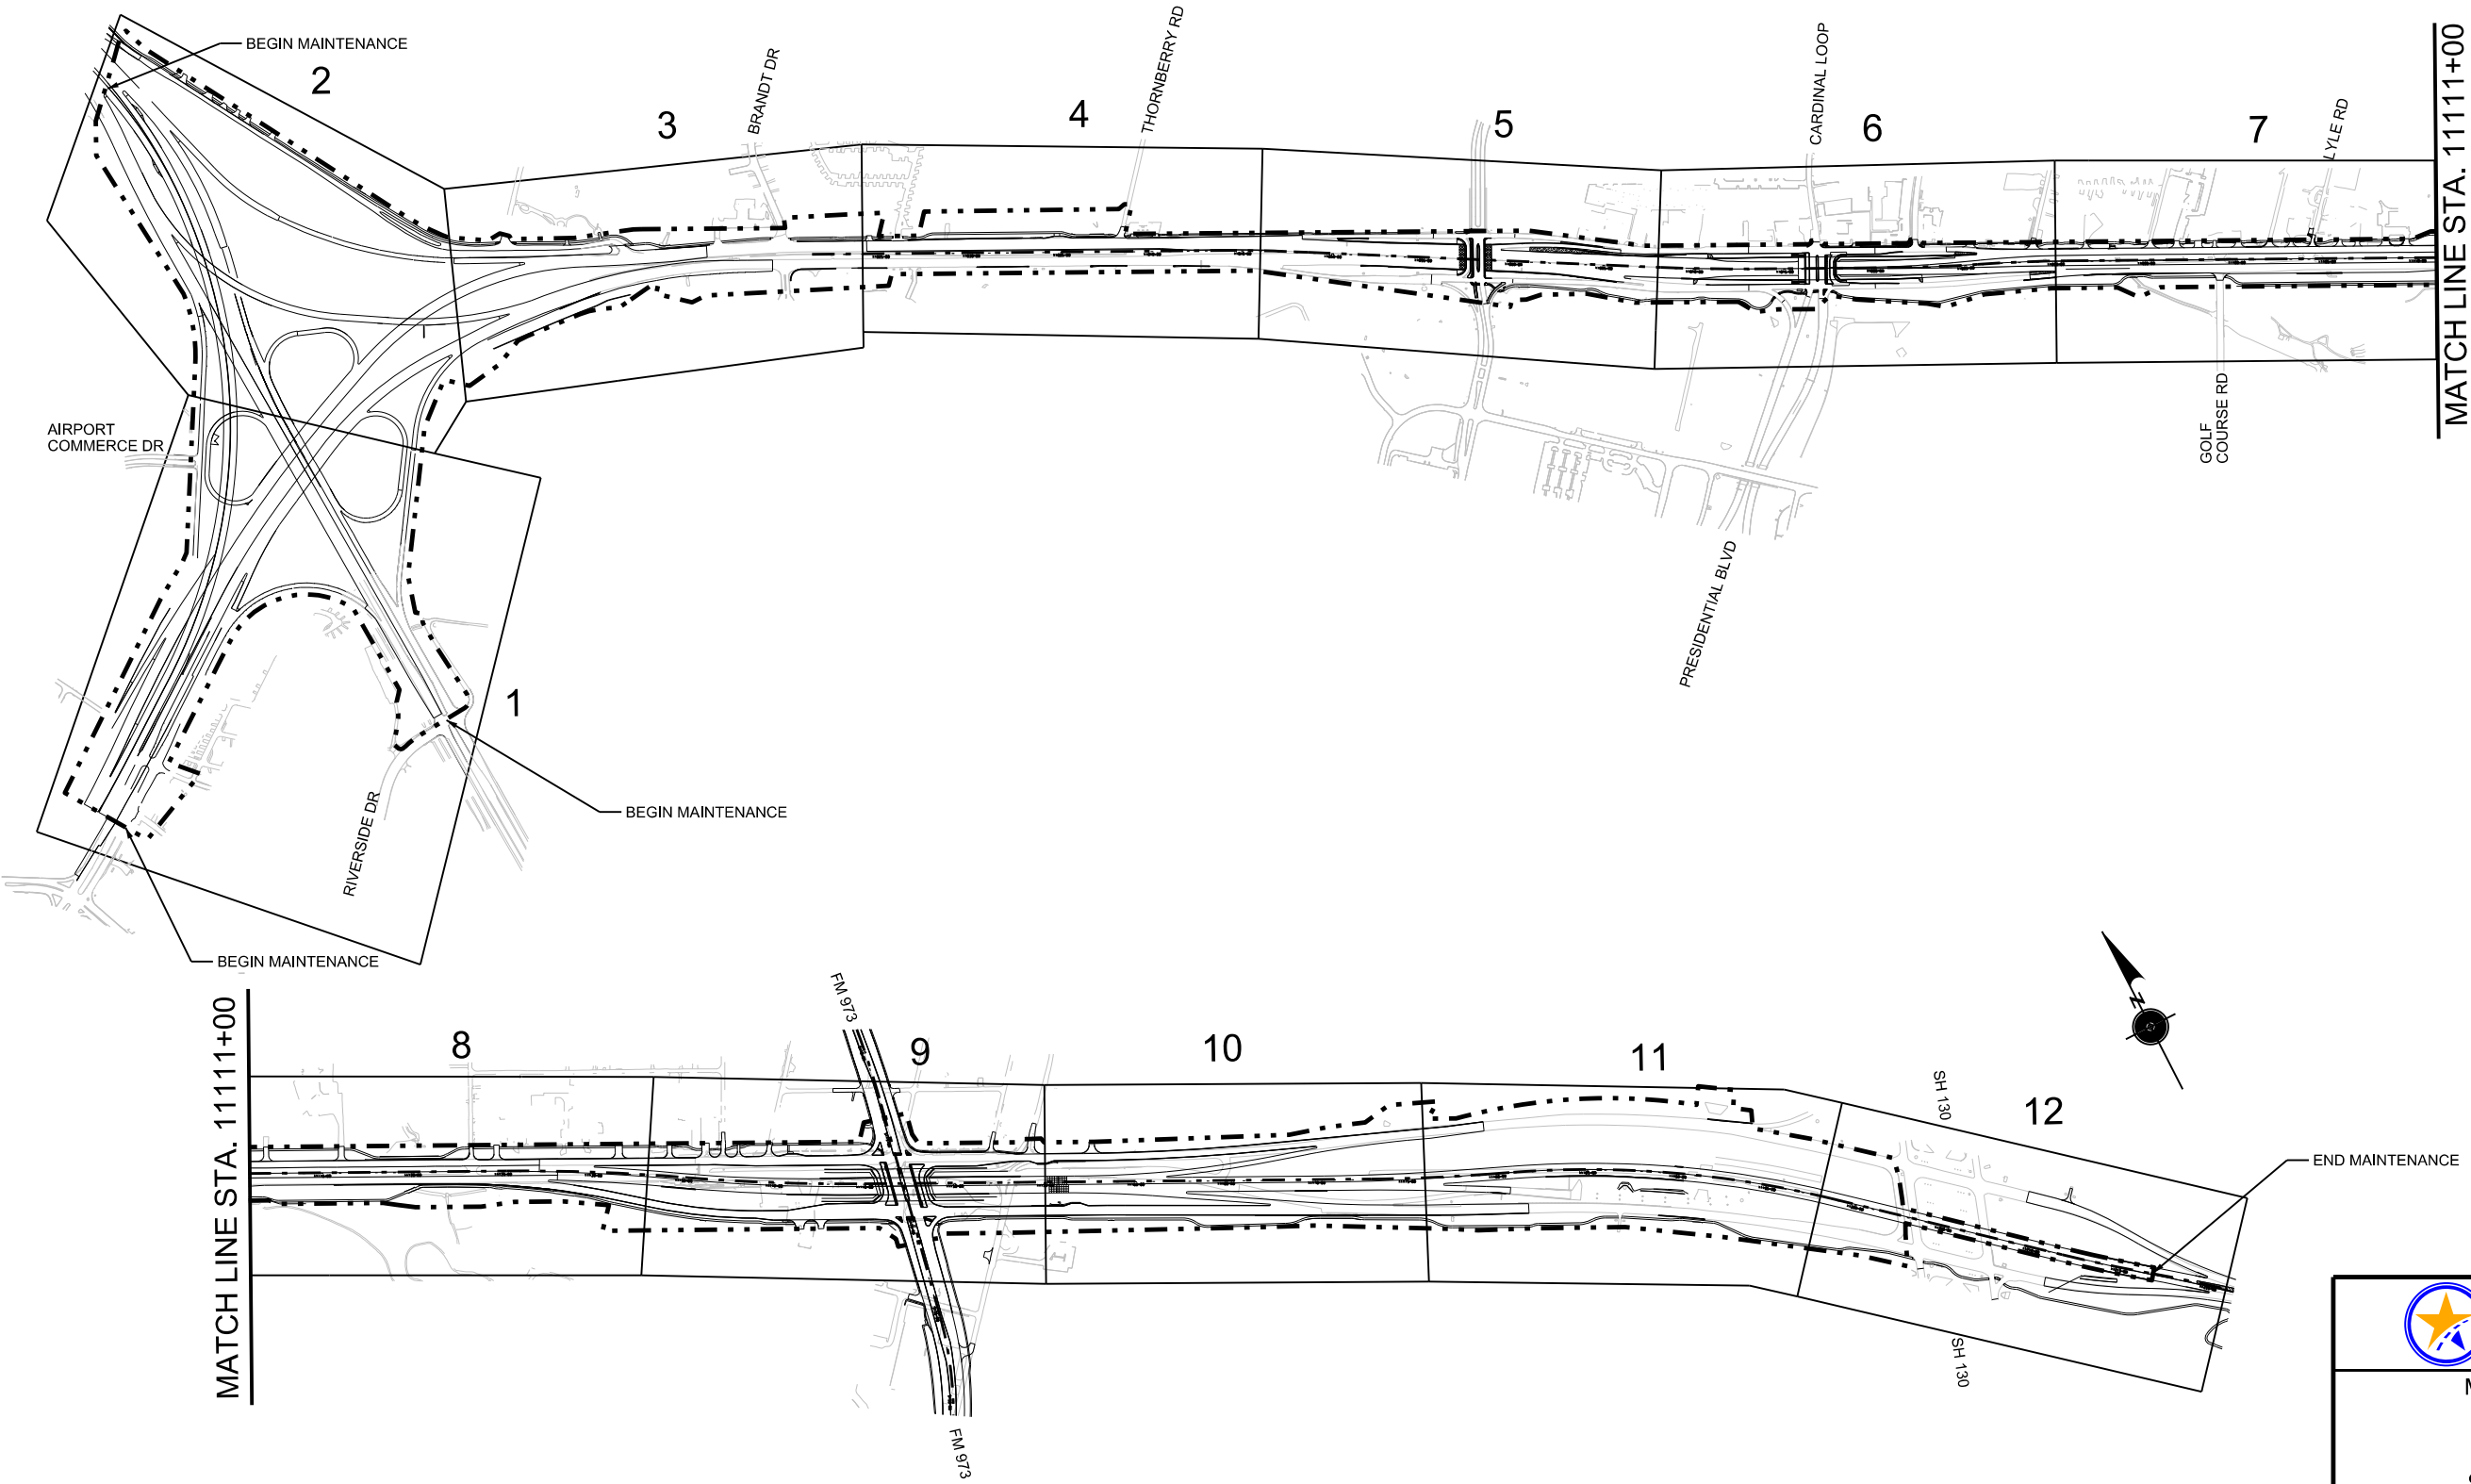 BEGIN MAINTENANCE
2
3
BRANDT DR
4
THORNBERRY RD
5
CARDINAL LOOP
6
7
LYLE RD
MATCH LINE STA. 11111+00
AIRPORT
COMMERCE DR
GOLF
COURSE RD
PRESIDENTIAL BLVD
1
BEGIN MAINTENANCE
RIVERSIDE DR
BEGIN MAINTENANCE
MATCH LINE STA. 11111+00
8
FM 973
9
10
11
SH 130
12
N
END MAINTENANCE
SH 130
FM 973